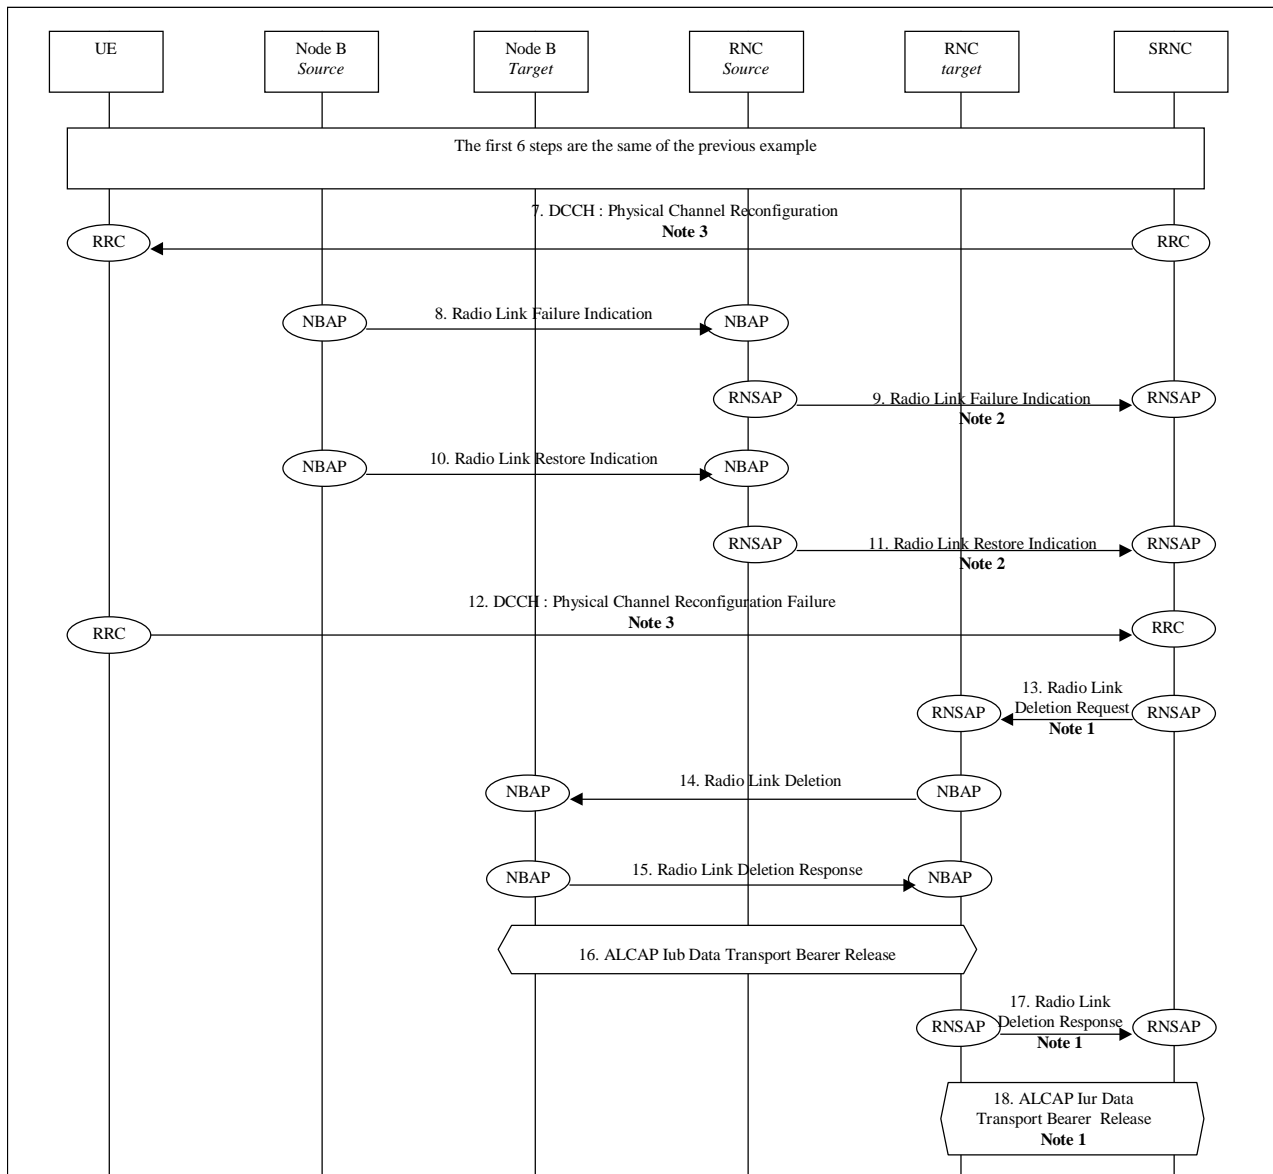 UE
Node B
Source
Node B
Target
RNC
Source
RNC
target
SRNC
The first 6 steps are the same of the previous example
7. DCCH : Physical Channel Reconfiguration
Note 3
RRC
RRC
8. Radio Link Failure Indication
NBAP
NBAP
RNSAP
9. Radio Link Failure Indication
Note 2
RNSAP
10. Radio Link Restore Indication
NBAP
NBAP
RNSAP
11. Radio Link Restore Indication
Note 2
RNSAP
12. DCCH : Physical Channel Reconfiguration Failure
Note 3
RRC
RRC
13. Radio Link
Deletion Request
Note 1
RNSAP
RNSAP
14. Radio Link Deletion
NBAP
NBAP
15. Radio Link Deletion Response
NBAP
NBAP
16. ALCAP Iub Data Transport Bearer Release
17. Radio Link
Deletion Response
Note 1
RNSAP
RNSAP
18. ALCAP Iur Data
Transport Bearer Release
Note 1